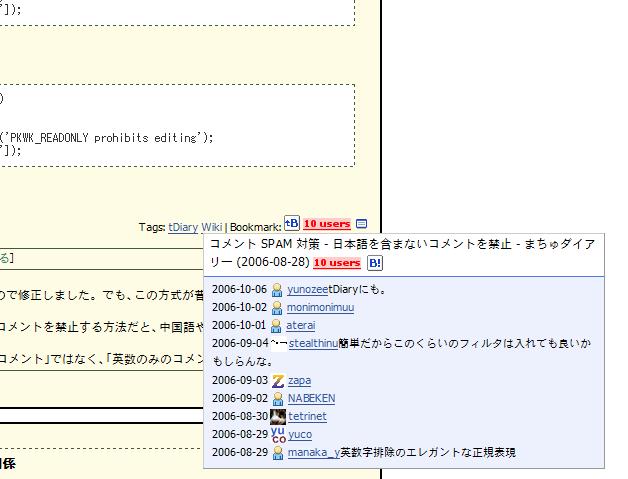 ']);
)
('PKWK_READONLY prohibits editing');
']);
Tags: tDiary Wiki | Bookmark: tB 10 users
る]
コメント SPAM 対策 - 日本語を含まないコメントを禁止 - まちゅダイア
リー (2006-08-28) 10 users B!
ので修正しました。 でも、この方式が普
2006-10-06 yunozeetDiaryにも。
2006-10-02 monimonimuu
コメントを禁止する方法だと、中国語や
2006-10-01 aterai
2006-09-04 stealthinu簡単だからこのくらいのフィルタは入れても良いか
もしらんな。
コメント」ではなく、「英数のみのコメン
2006-09-03 zapa
2006-09-02 NABEKEN
2006-08-30 tetrinet
2006-08-29 yuco yuco
2006-08-29 manaka_y英数字排除のエレガントな正規表現
関係